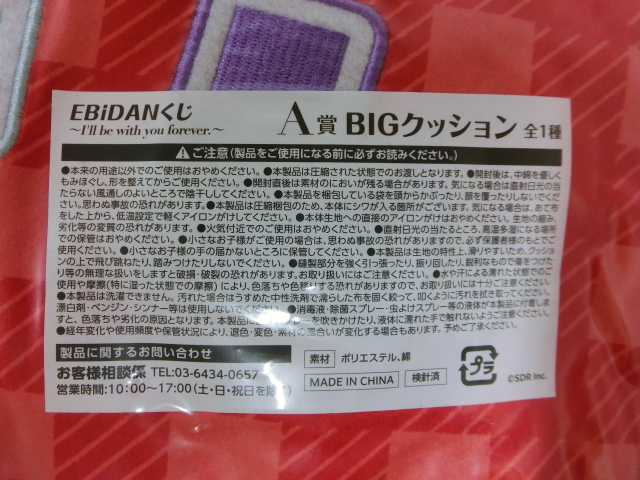 EBiDANくじ
~I'll be with you forever.~
A賞 BIGクッション 全1種
⚠ご注意(製品をご使用になる前に必ずお読みください。)
●本来の用途以外でのご使用はおやめください。●本製品は圧縮された状態でのお渡しとなります。●開封後は、中綿を優しく
もみほぐし、形を整えてからご使用ください。●開封直後は素材のにおいが残る場合があります。気になる場合は直射日光の当
たらない風通しのよいところで陰干ししてください。●本製品を梱包している袋を頭からかぶったり、顔を覆ったりしないでくだ
さい。思わぬ事故の恐れがあります。●本製品は圧縮梱包のため、本体にシワが入る箇所がございます。気になる場合は、あて布
をした上から、低温設定で軽くアイロンがけしてください。●本体生地への直接のアイロンがけはおやめください。生地の縮み、
劣化等の変質の恐れがあります。●火気付近でのご使用はおやめください。●直射日光の当たるところ、高温多湿になる場所
での保管はおやめください。●小さなお子様がご使用の場合は、思わぬ事故の恐れがありますので、必ず保護者様のもとでご
使用ください。●小さなお子様の手の届かないところに保管してください。●本製品は生地の特性上、滑りやすいため、クッショ
ンの上で飛び跳ねたり、踏みつけたりしないでください。●縫製部分を強く引っ張ったり、振り回したり、鋭利なもので突いたりひっかい
たり等の無理な扱いをしますと破損・破裂の恐れがあります。お取り扱いにはご注意ください。●水や汗による濡れた状態でのご
使用や摩擦(特に湿った状態での摩擦)により、色落ちや色移りする恐れがありますので、お取り扱いには十分ご注意ください。
●本製品は洗濯できません。汚れた場合はうすめた中性洗剤で濡らした布を固く絞って、叩くように汚れを拭き取ってください。
漂白剤・ベンジン・シンナー等は使用しないでください。●消毒液・除菌スプレー・虫よけスプレー等の液体が本製品に付着しま
すと、色落ちや劣化の原因となります。本製品に を吹きかけたり、液体に濡れた手で触れないようご注意ください。
●経年変化や使用頻度や保管状況により、退色・変色・素材の風合いが変化する場合もあります。予めご了承ください。
製品に関するお問い合わせ
お客様相談係 TEL:03-6434-0657
営業時間:10:00~17:00(土・日・祝日を除く)
素材 ポリエステル、綿
MADE IN CHINA 検針済
プラ
©SDR Inc.